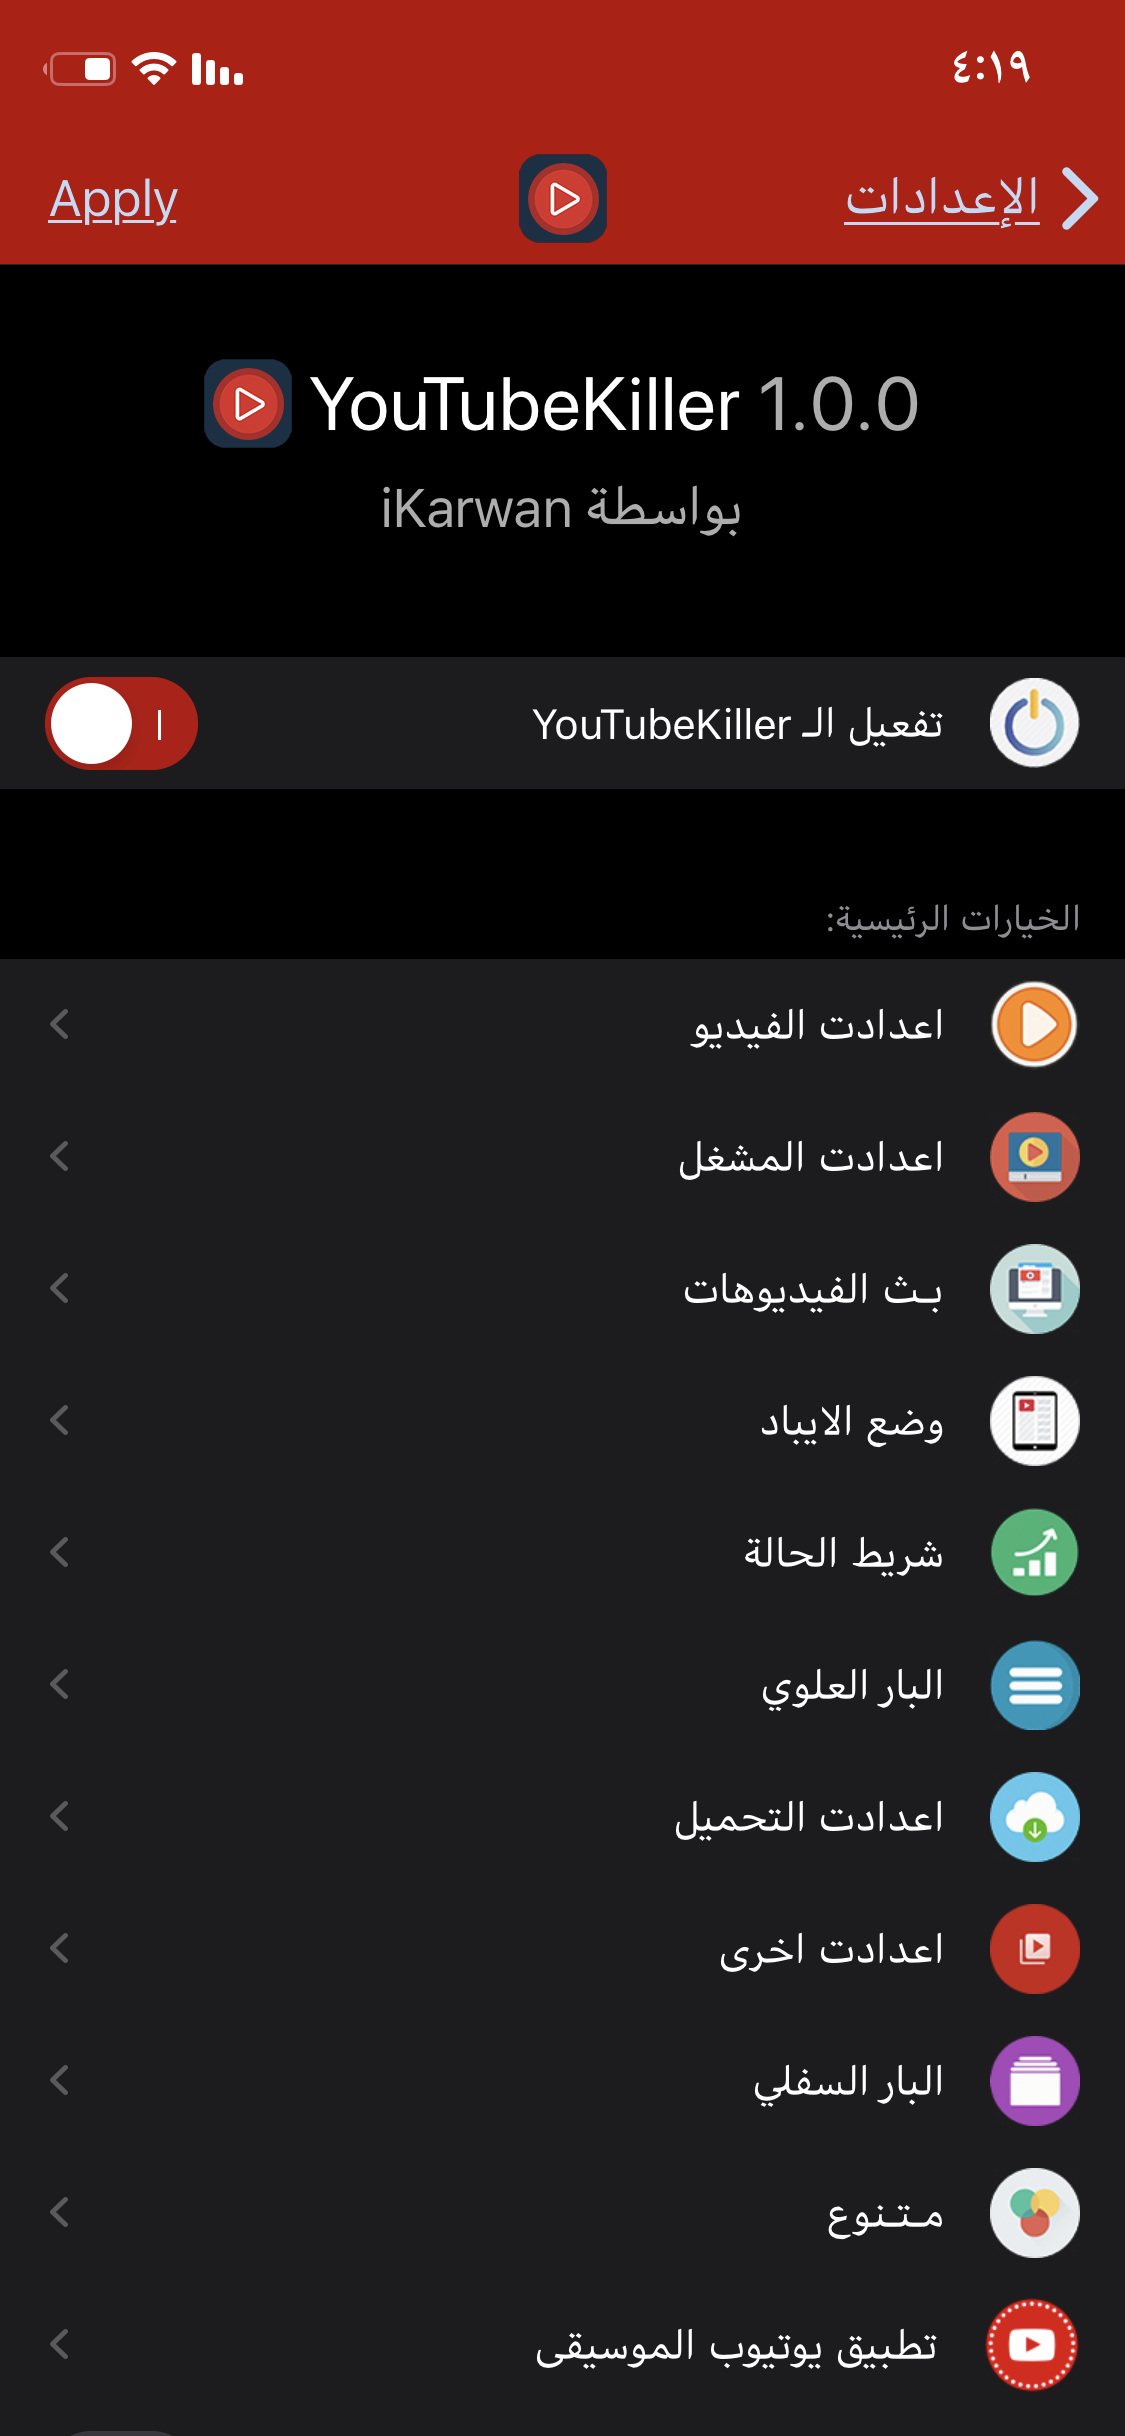 ٤:١٩
الإعدادات
Apply
YouTubeKiller 1.0.0
بواسطة iKarwan
تفعيل الـ YouTubeKiller
الخيارات الرئيسية:
اعدادت الفيديو
اعدادت المشغل
بـث الفيديوهات
وضع الايباد
شريط الحالة
البار العلوي
اعدادت التحميل
اعدادت اخرى
البار السفلي
مـتـنوع
تطبيق يوتيوب الموسيقى